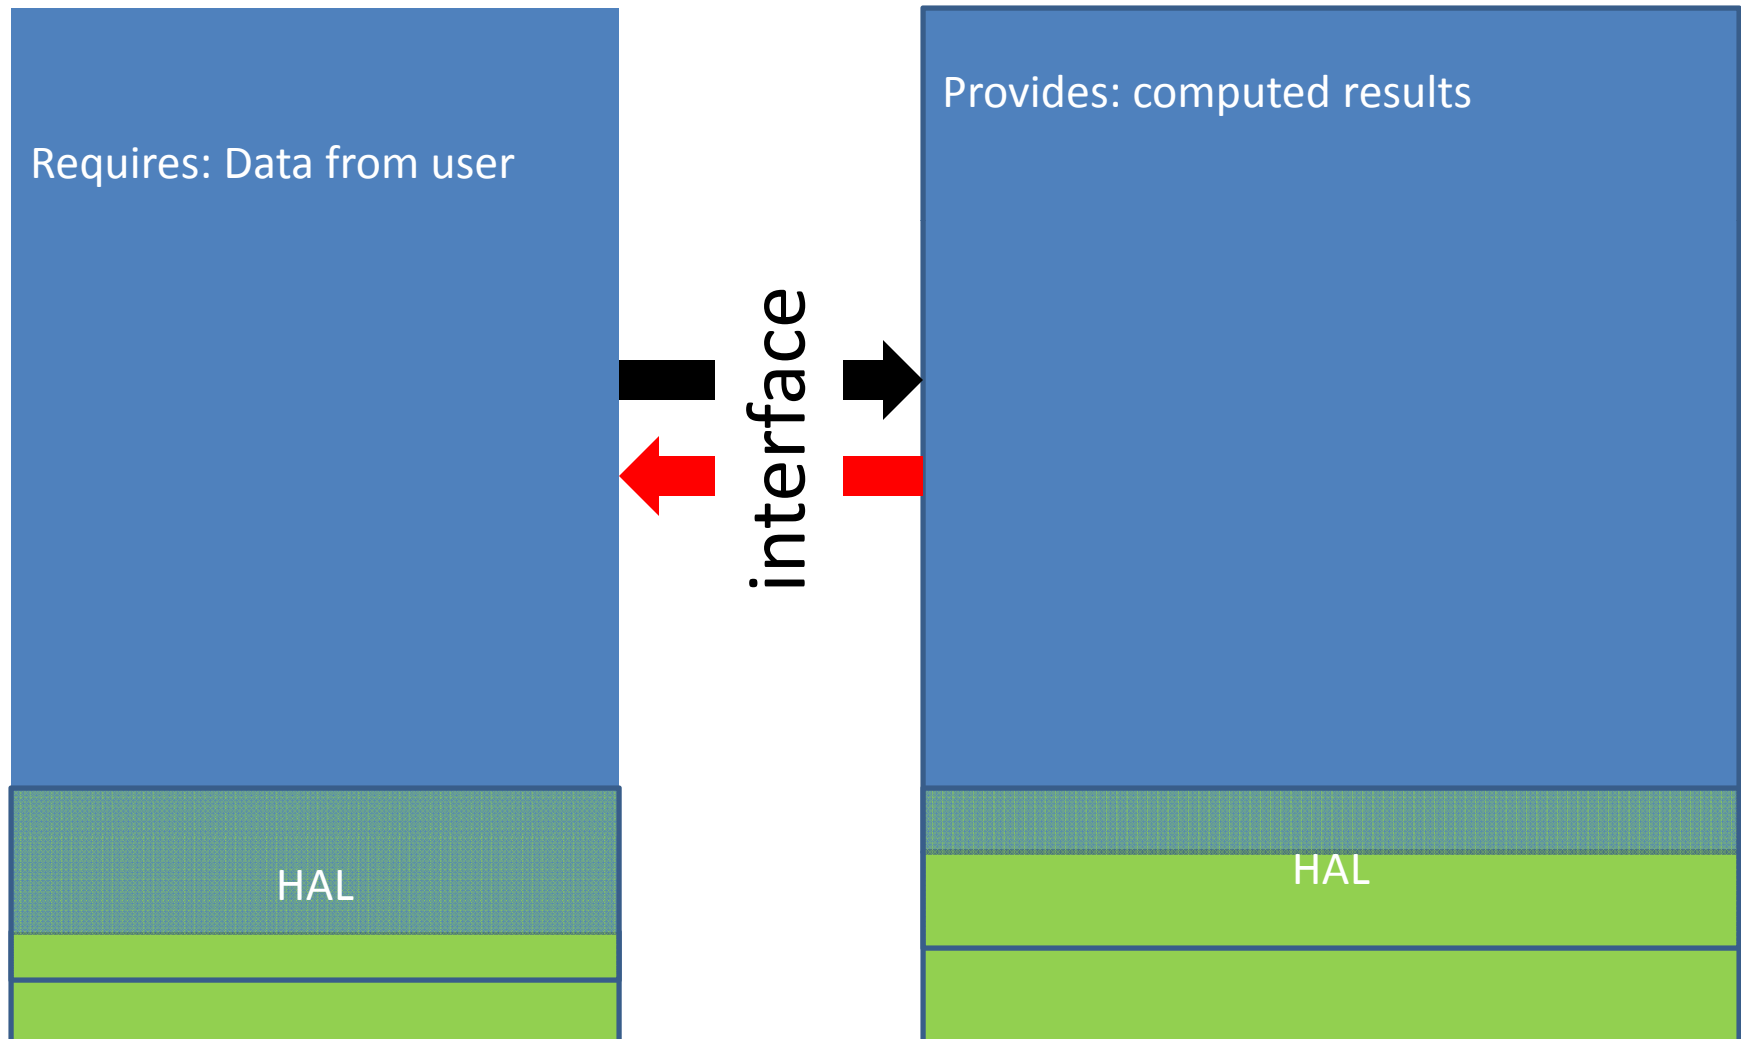 Requires: Data from user
Provides: computed results
interface
HAL
HAL